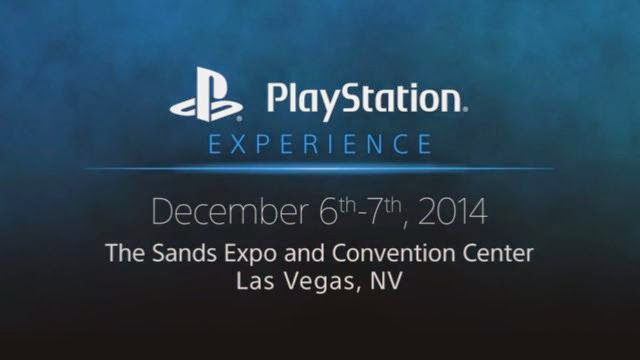 PlayStation®
EXPERIENCE
December 6th-7th, 2014
The Sands Expo and Convention Center
Las Vegas, NV